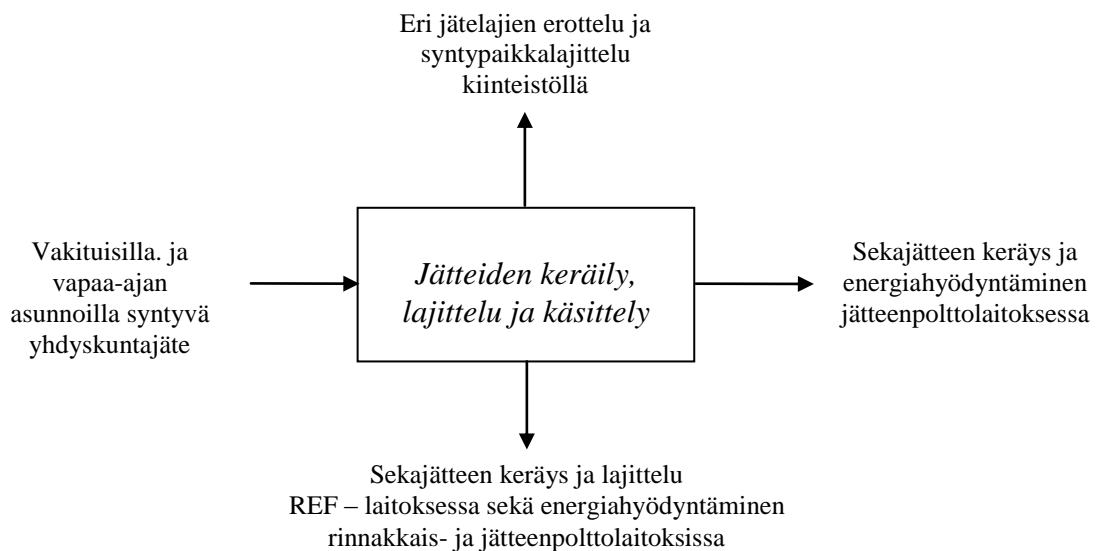 Eri jätelajien erottelu ja
syntypaikkalajittelu
kiinteistöllä
Vakituisilla. ja
vapaa-ajan
asunnoilla syntyvä
yhdyskuntajäte
Jätteiden keräily,
lajittelu ja käsittely
Sekajätteen keräys ja
energiahyödyntäminen
jätteenpolttolaitoksessa
Sekajätteen keräys ja lajittelu
REF – laitoksessa sekä energiahyödyntäminen
rinnakkais- ja jätteenpolttolaitoksissa